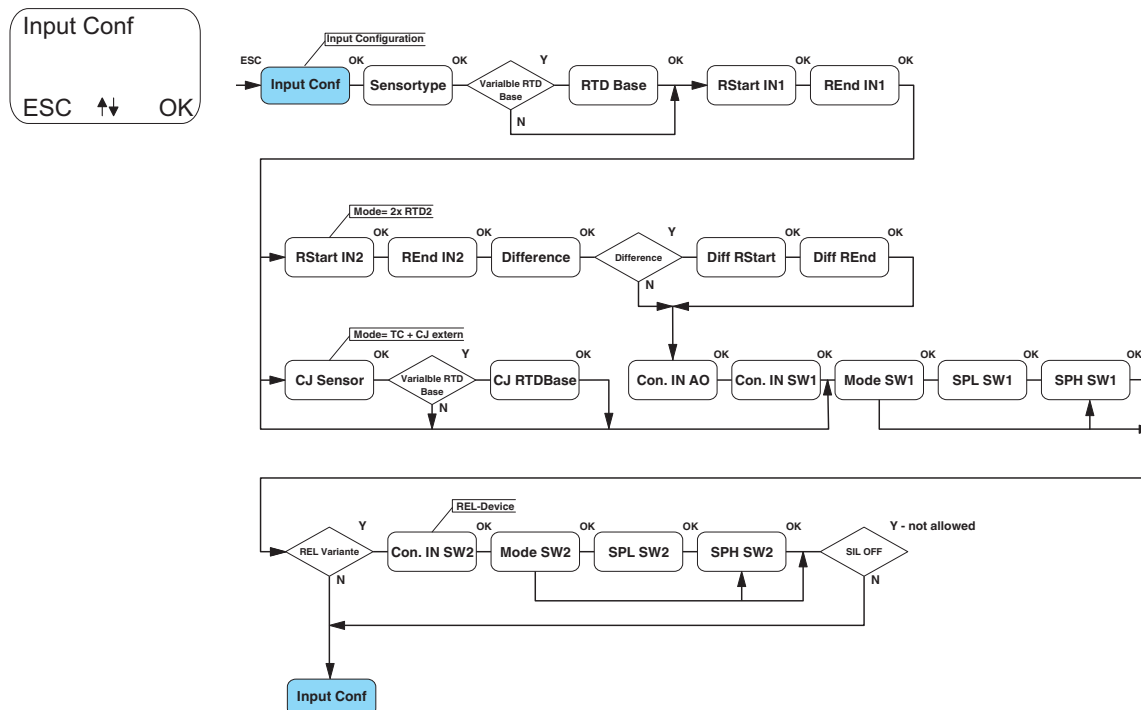 Input Conf
ESC OK
Input Configuration
ESC
Input Conf
OK
Sensortype
OK
Varialble RTD
Base
Y
N
RTD Base
OK
RStart IN1
OK
REnd IN1
OK
Mode= 2x RTD2
RStart IN2
OK
REnd IN2
OK
Difference
OK
Difference
Y
N
Diff RStart
OK
Diff REnd
OK
Mode= TC + CJ extern
CJ Sensor
OK
Varialble RTD
Base
Y
N
CJ RTDBase
OK
Con. IN AO
OK
Con. IN SW1
OK
Mode SW1
OK
SPL SW1
OK
SPH SW1
OK
REL-Device
REL Variante
Y
N
Con. IN SW2
OK
Mode SW2
OK
SPL SW2
OK
SPH SW2
OK
SIL OFF
Y - not allowed
N
Input Conf